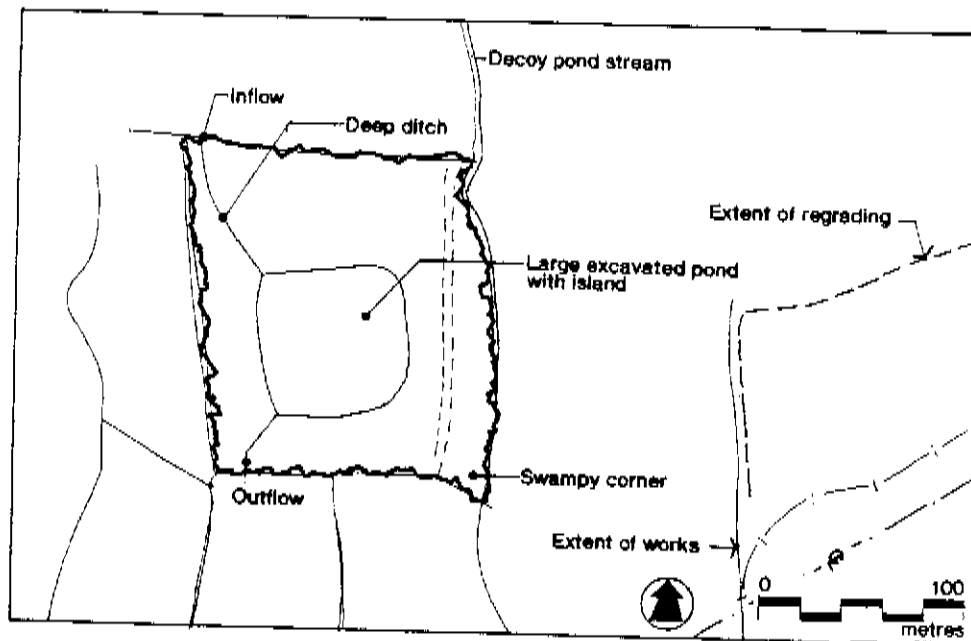 Decoy pond stream
Inflow
Deep ditch
Extent of regrading
Large excavated pond
with island
Swampy corner
Outflow
Extent of works
0 100
metres